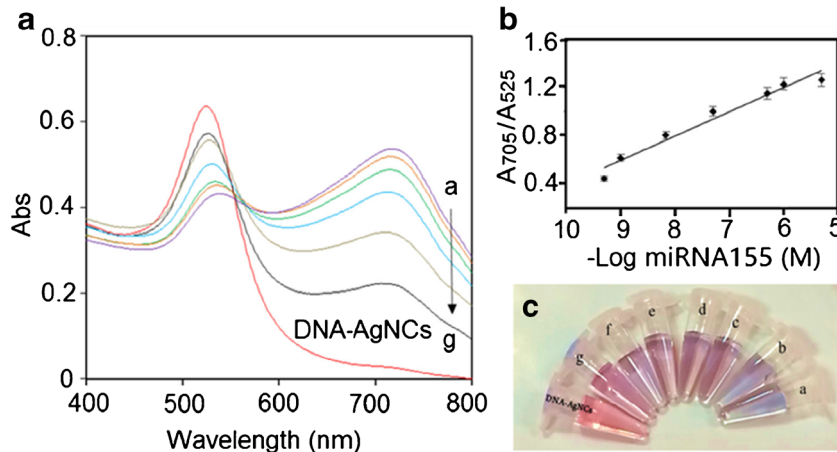 a
0.8
0.6
0.4
0.2
0
Abs
a
DNA-AgNCs
g
400
500
600
700
800
Wavelength (nm)
b
1.6
1.2
0.8
0.4
A705/A525
10
9
8
7
6
5
-Log miRNA155 (M)
c
DNA-AgNCs
g
f
e
d
c
b
a